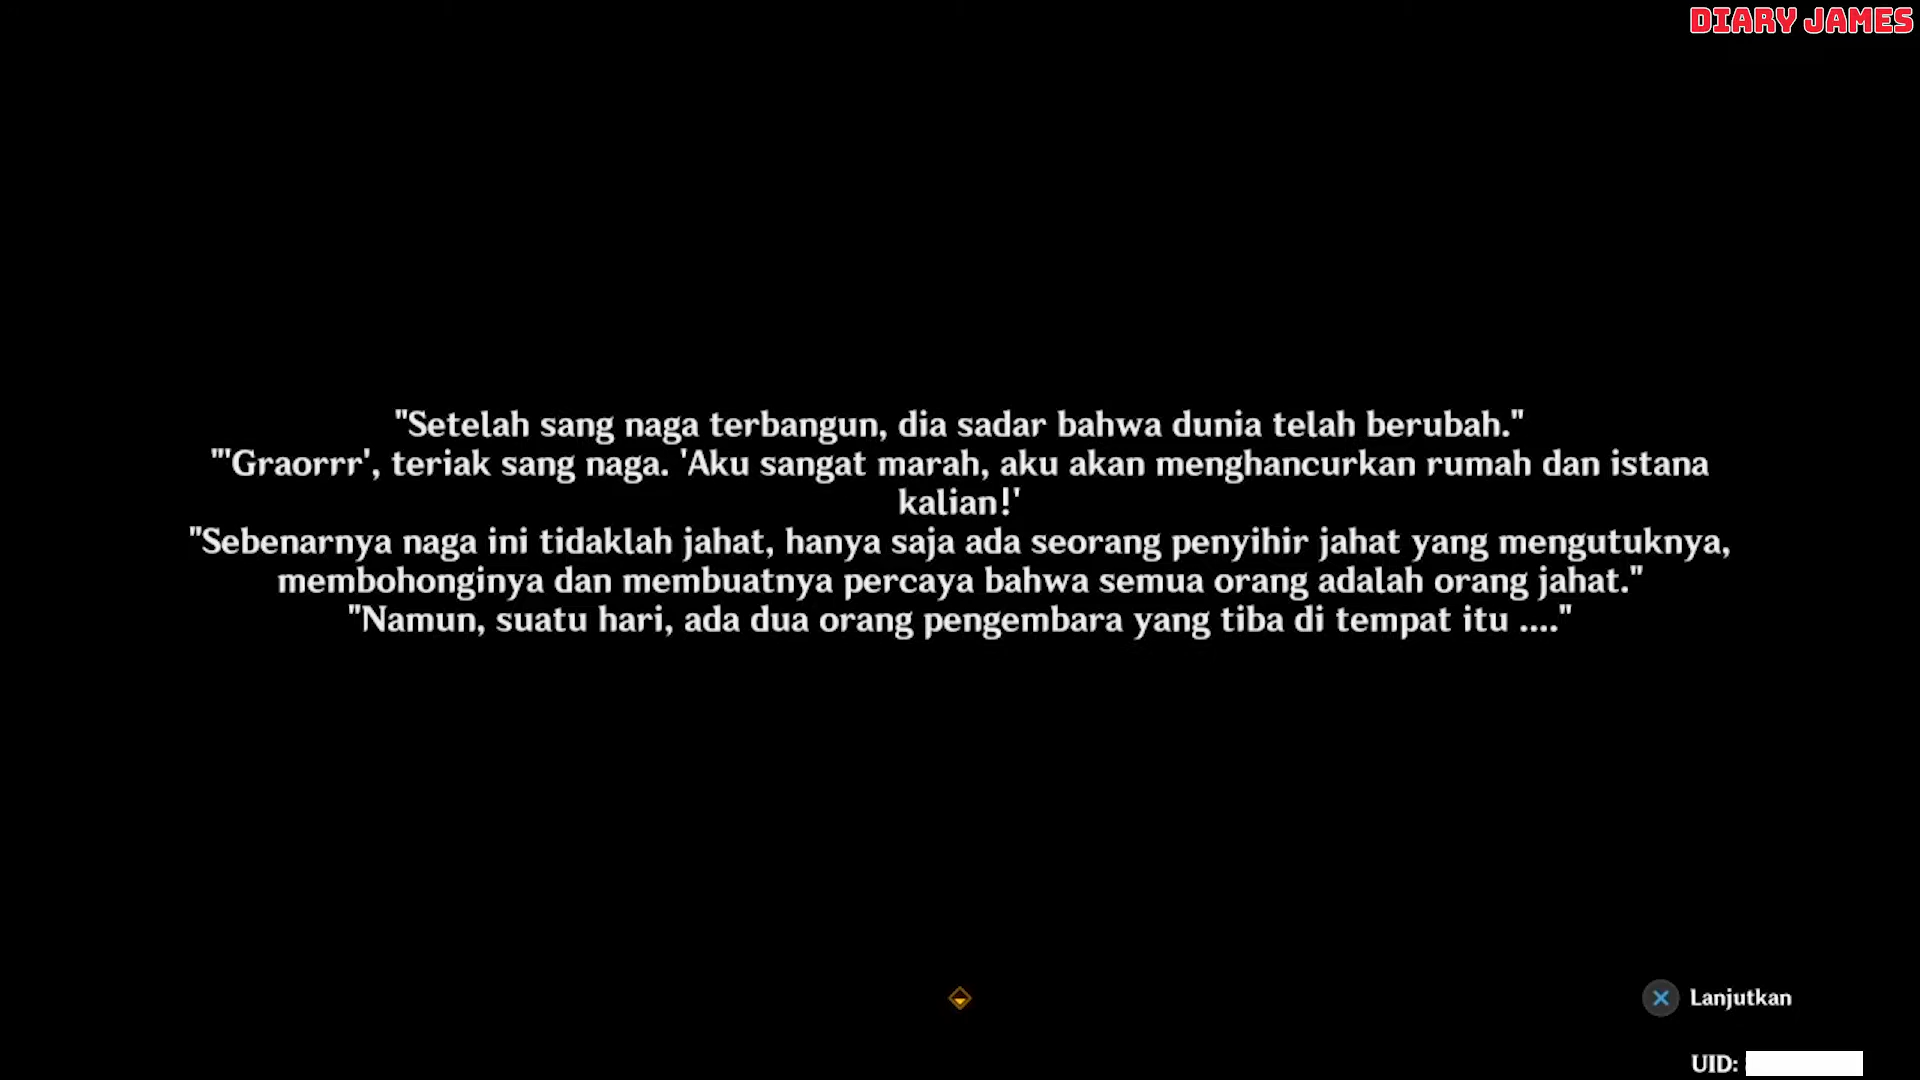 DIARY JAMES
"Setelah sang naga terbangun, dia sadar bahwa dunia telah berubah."
"'Graorrr', teriak sang naga. 'Aku sangat marah, aku akan menghancurkan rumah dan istana
kalian!'
"Sebenarnya naga ini tidaklah jahat, hanya saja ada seorang penyihir jahat yang mengutuknya,
membohonginya dan membuatnya percaya bahwa semua orang adalah orang jahat."
"Namun, suatu hari, ada dua orang pengembara yang tiba di tempat itu ...."
Lanjutkan
UID: